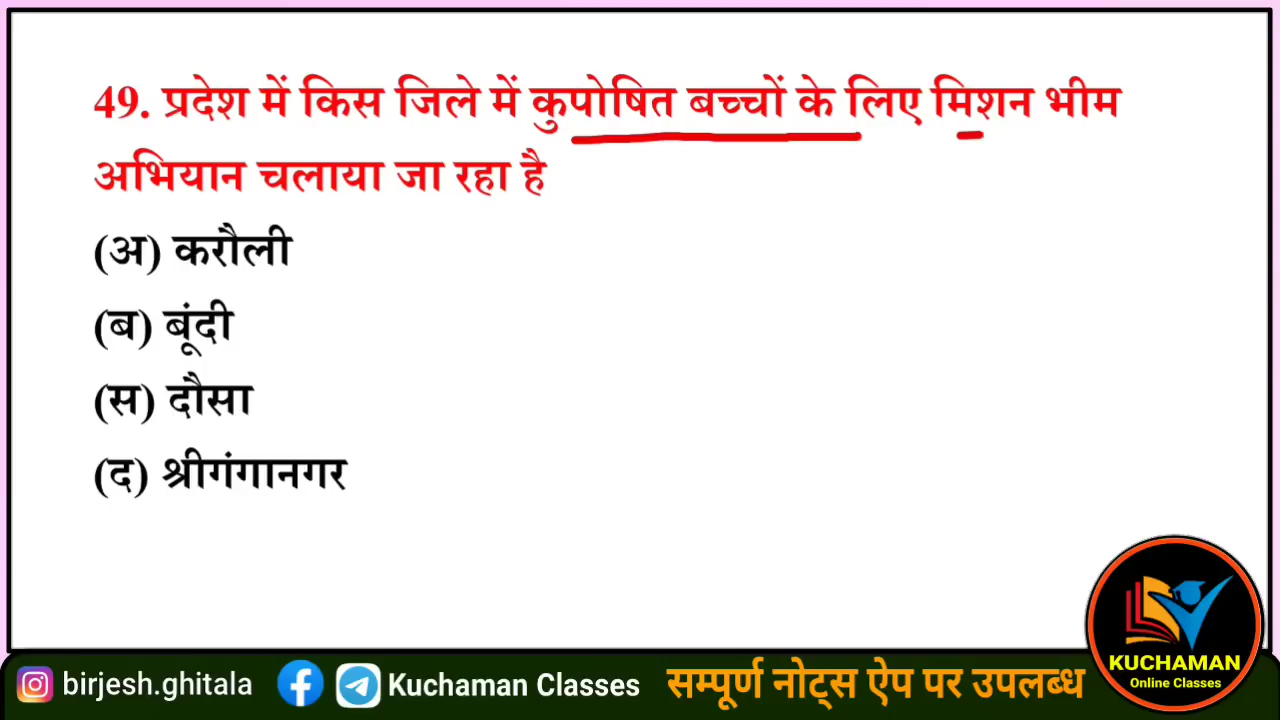 49. प्रदेश में किस जिले में कुपोषित बच्चों के लिए मिशन भीम
अभियान चलाया जा रहा है
(अ) करौली
(ब) बूंदी
(स) दौसा
(द) श्रीगंगानगर
KUCHAMAN
Online Classes
birjesh.ghitala
Kuchaman Classes
सम्पूर्ण नोट्स ऐप पर उपलब्ध